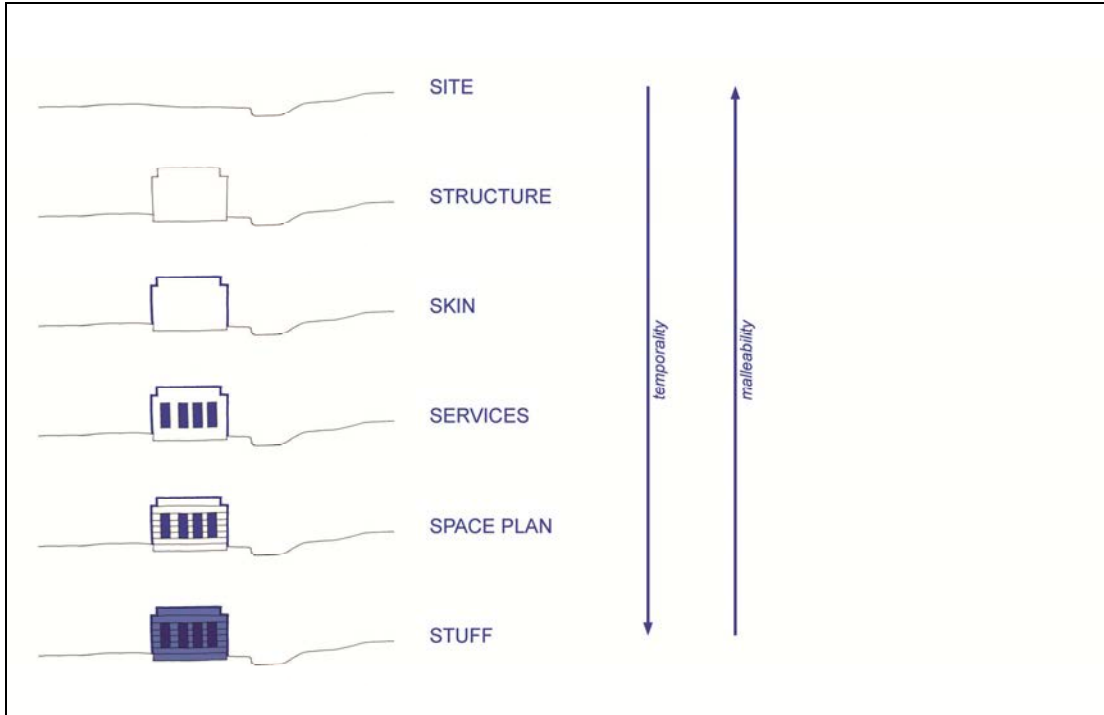 SITE
STRUCTURE
SKIN
SERVICES
SPACE PLAN
STUFF
temporality
malleability